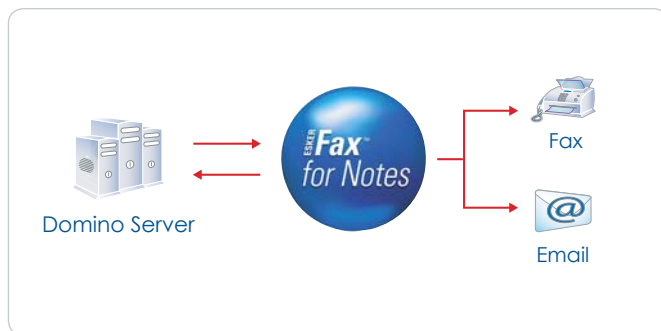 Domino Server
ESKER
Fax™
for Notes
Fax
@
Email